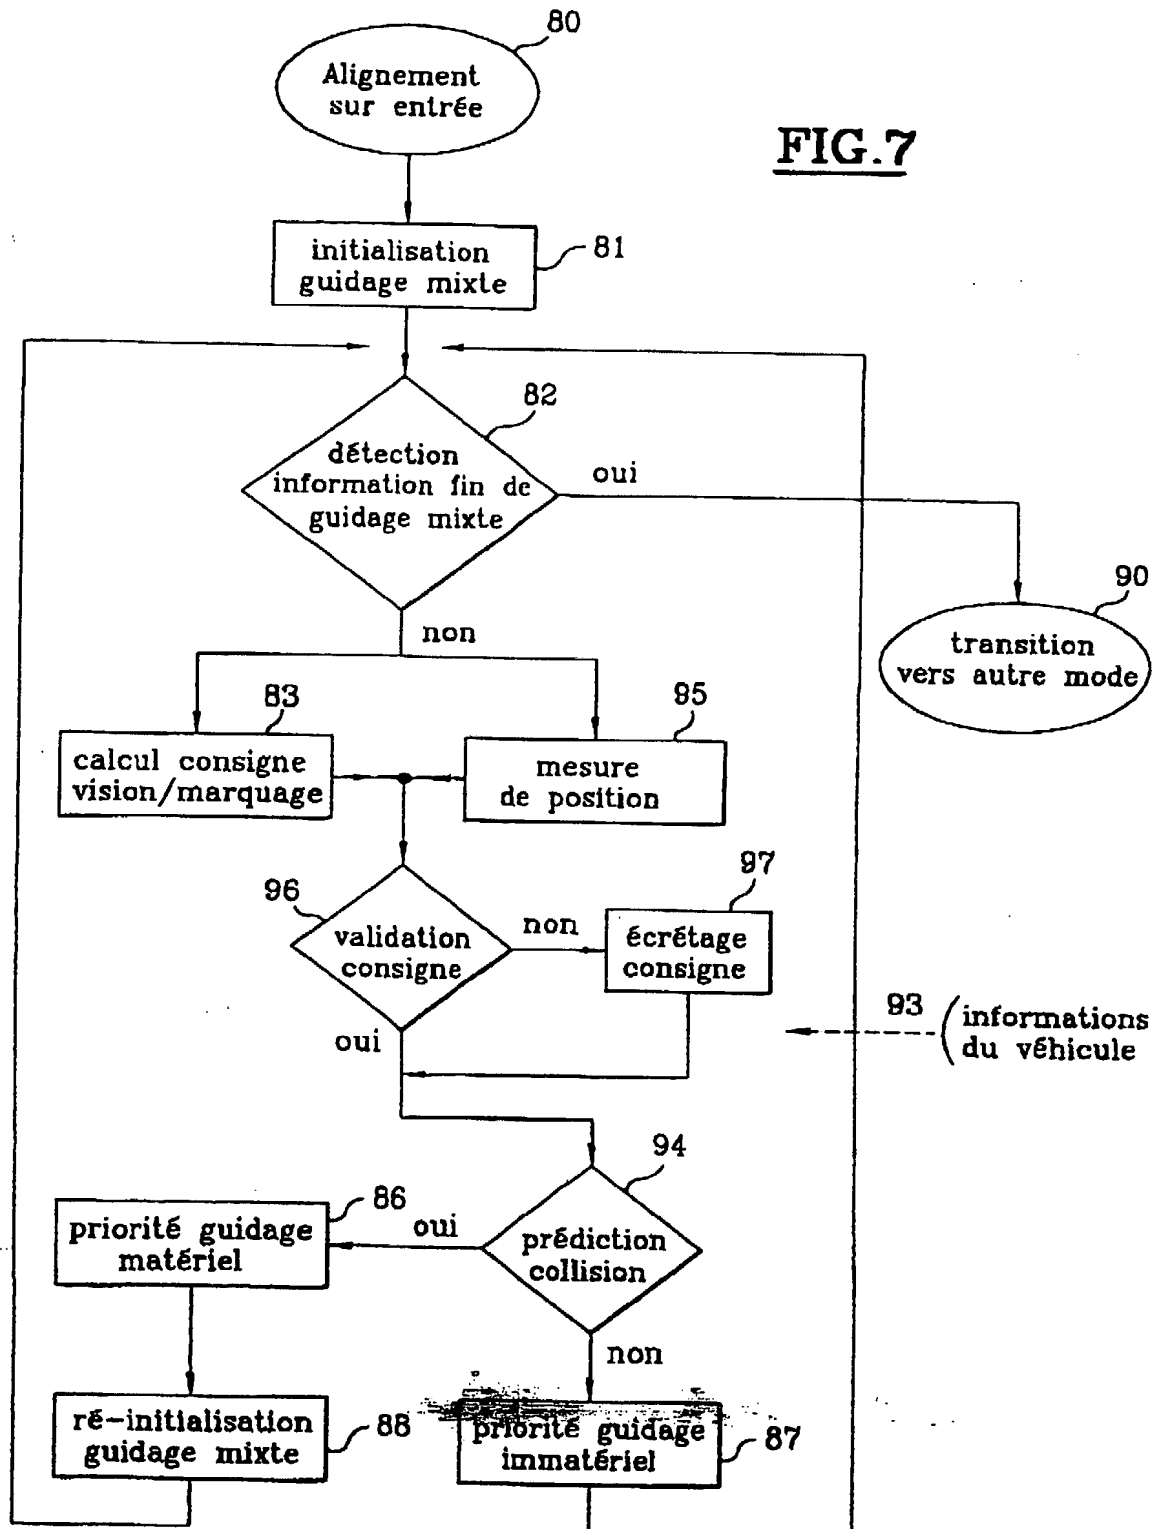 80
Alignement
sur entrée
FIG.7
initialisation
guidage mixte
81
82
détection
information fin de
guidage mixte
oui
90
transition
vers autre mode
non
83
calcul consigne
vision/marquage
95
mesure
de position
96
validation
consigne
non
97
écrétage
consigne
oui
93
informations
du véhicule
94
prédiction
collision
oui
86
priorité guidage
matériel
non
ré-initialisation
guidage mixte
88
priorité guidage
immatériel
87